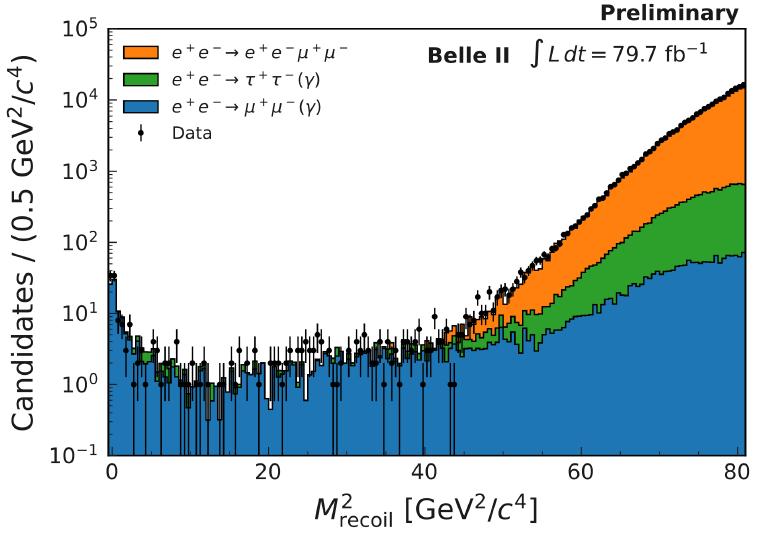 Preliminary
e⁺e⁻→ e⁺e⁻μ⁺μ⁻
e⁺e⁻→ τ⁺τ⁻(γ)
e⁺e⁻→ μ⁺μ⁻(γ)
Data
Belle II ∫ L dt = 79.7 fb⁻¹
Candidates / (0.5 GeV²/c⁴)
10⁵
10⁴
10³
10²
10¹
10⁰
10⁻¹
0 20 40 60 80
M²_recoil [GeV²/c⁴]